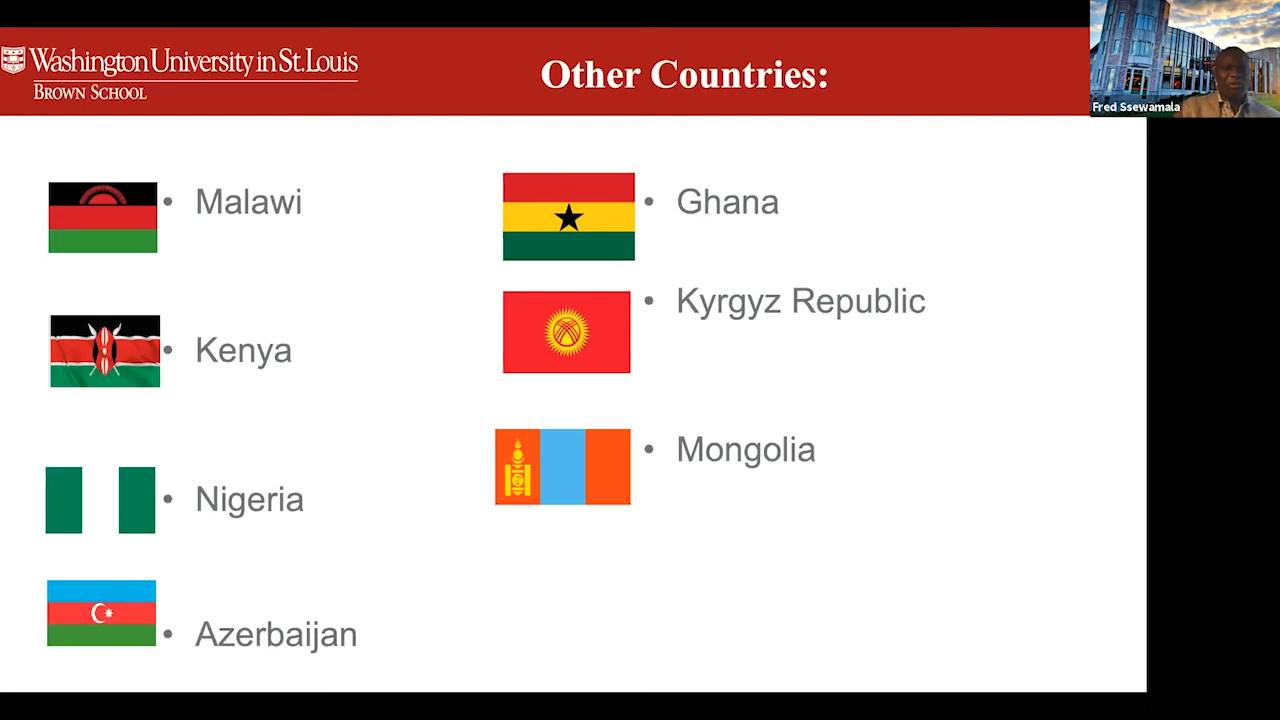 Washington University in St. Louis
BROWN SCHOOL
Other Countries:
Fred Ssewamala
• Malawi
• Kenya
• Nigeria
• Azerbaijan
• Ghana
• Kyrgyz Republic
• Mongolia